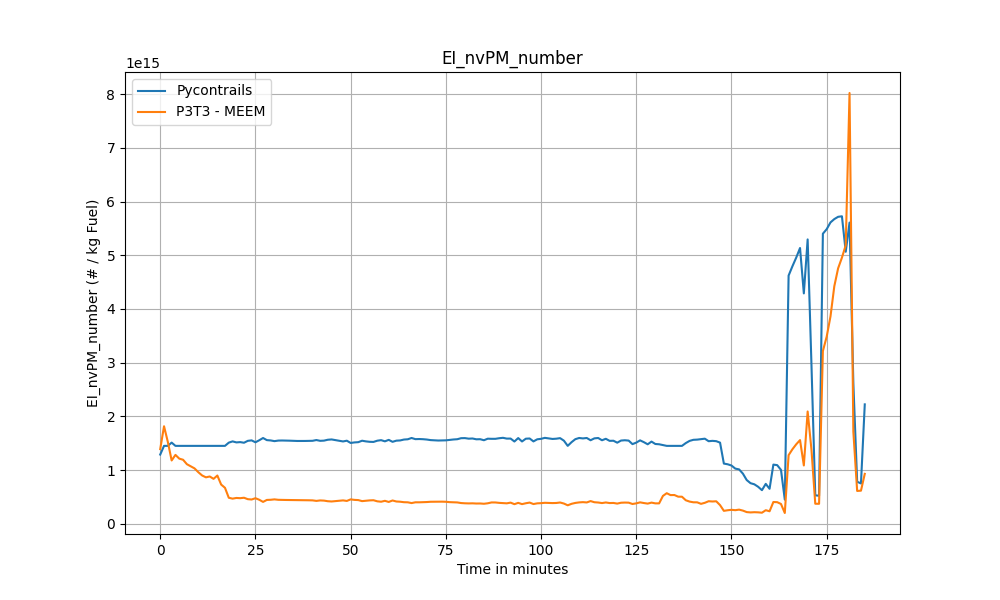 EI_nvPM_number
1e15
Pycontrails
P3T3 - MEEM
8
7
6
5
4
3
2
1
0
EI_nvPM_number (# / kg Fuel)
0 25 50 75 100 125 150 175
Time in minutes